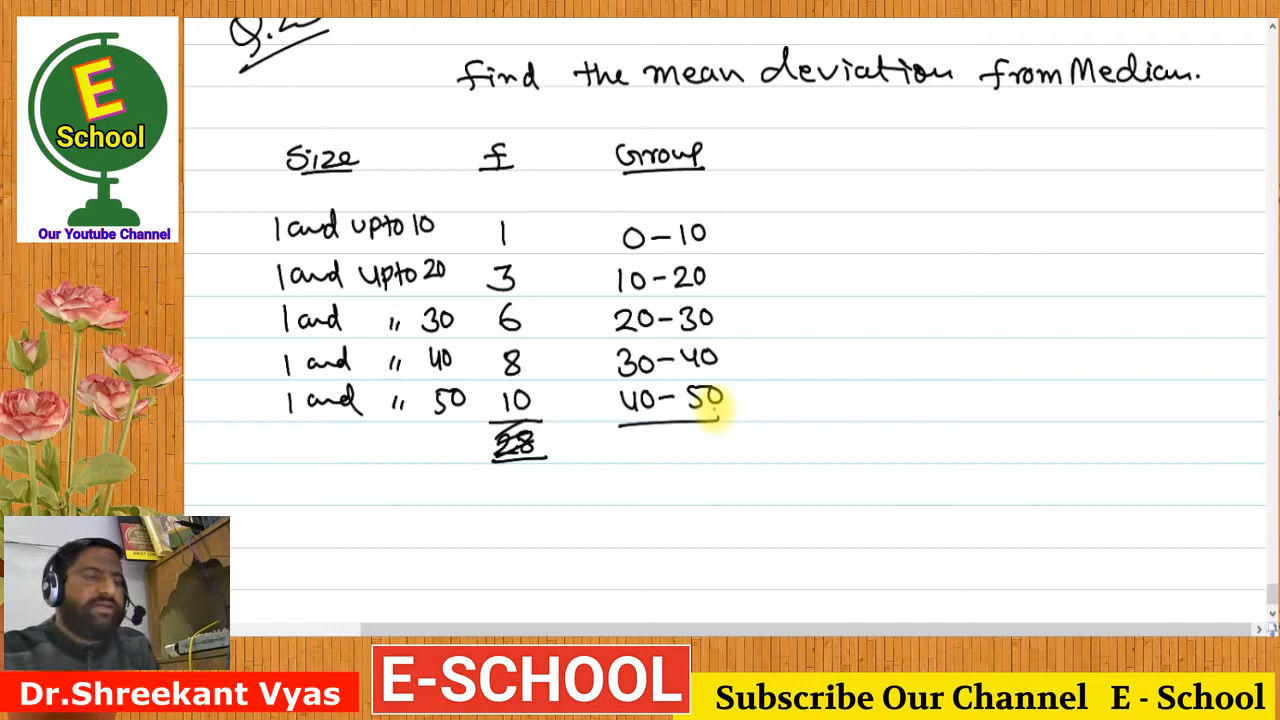 Q.2
E
School
Our Youtube Channel
find the mean deviation from Median.
Size f Group
1 and upto 10 1 0-10
1 and upto 20 3 10-20
1 and " 30 6 20-30
1 and " 40 8 30-40
1 and " 50 10 40-50
28
Dr.Shreekant Vyas
E-SCHOOL
Subscribe Our Channel E - School